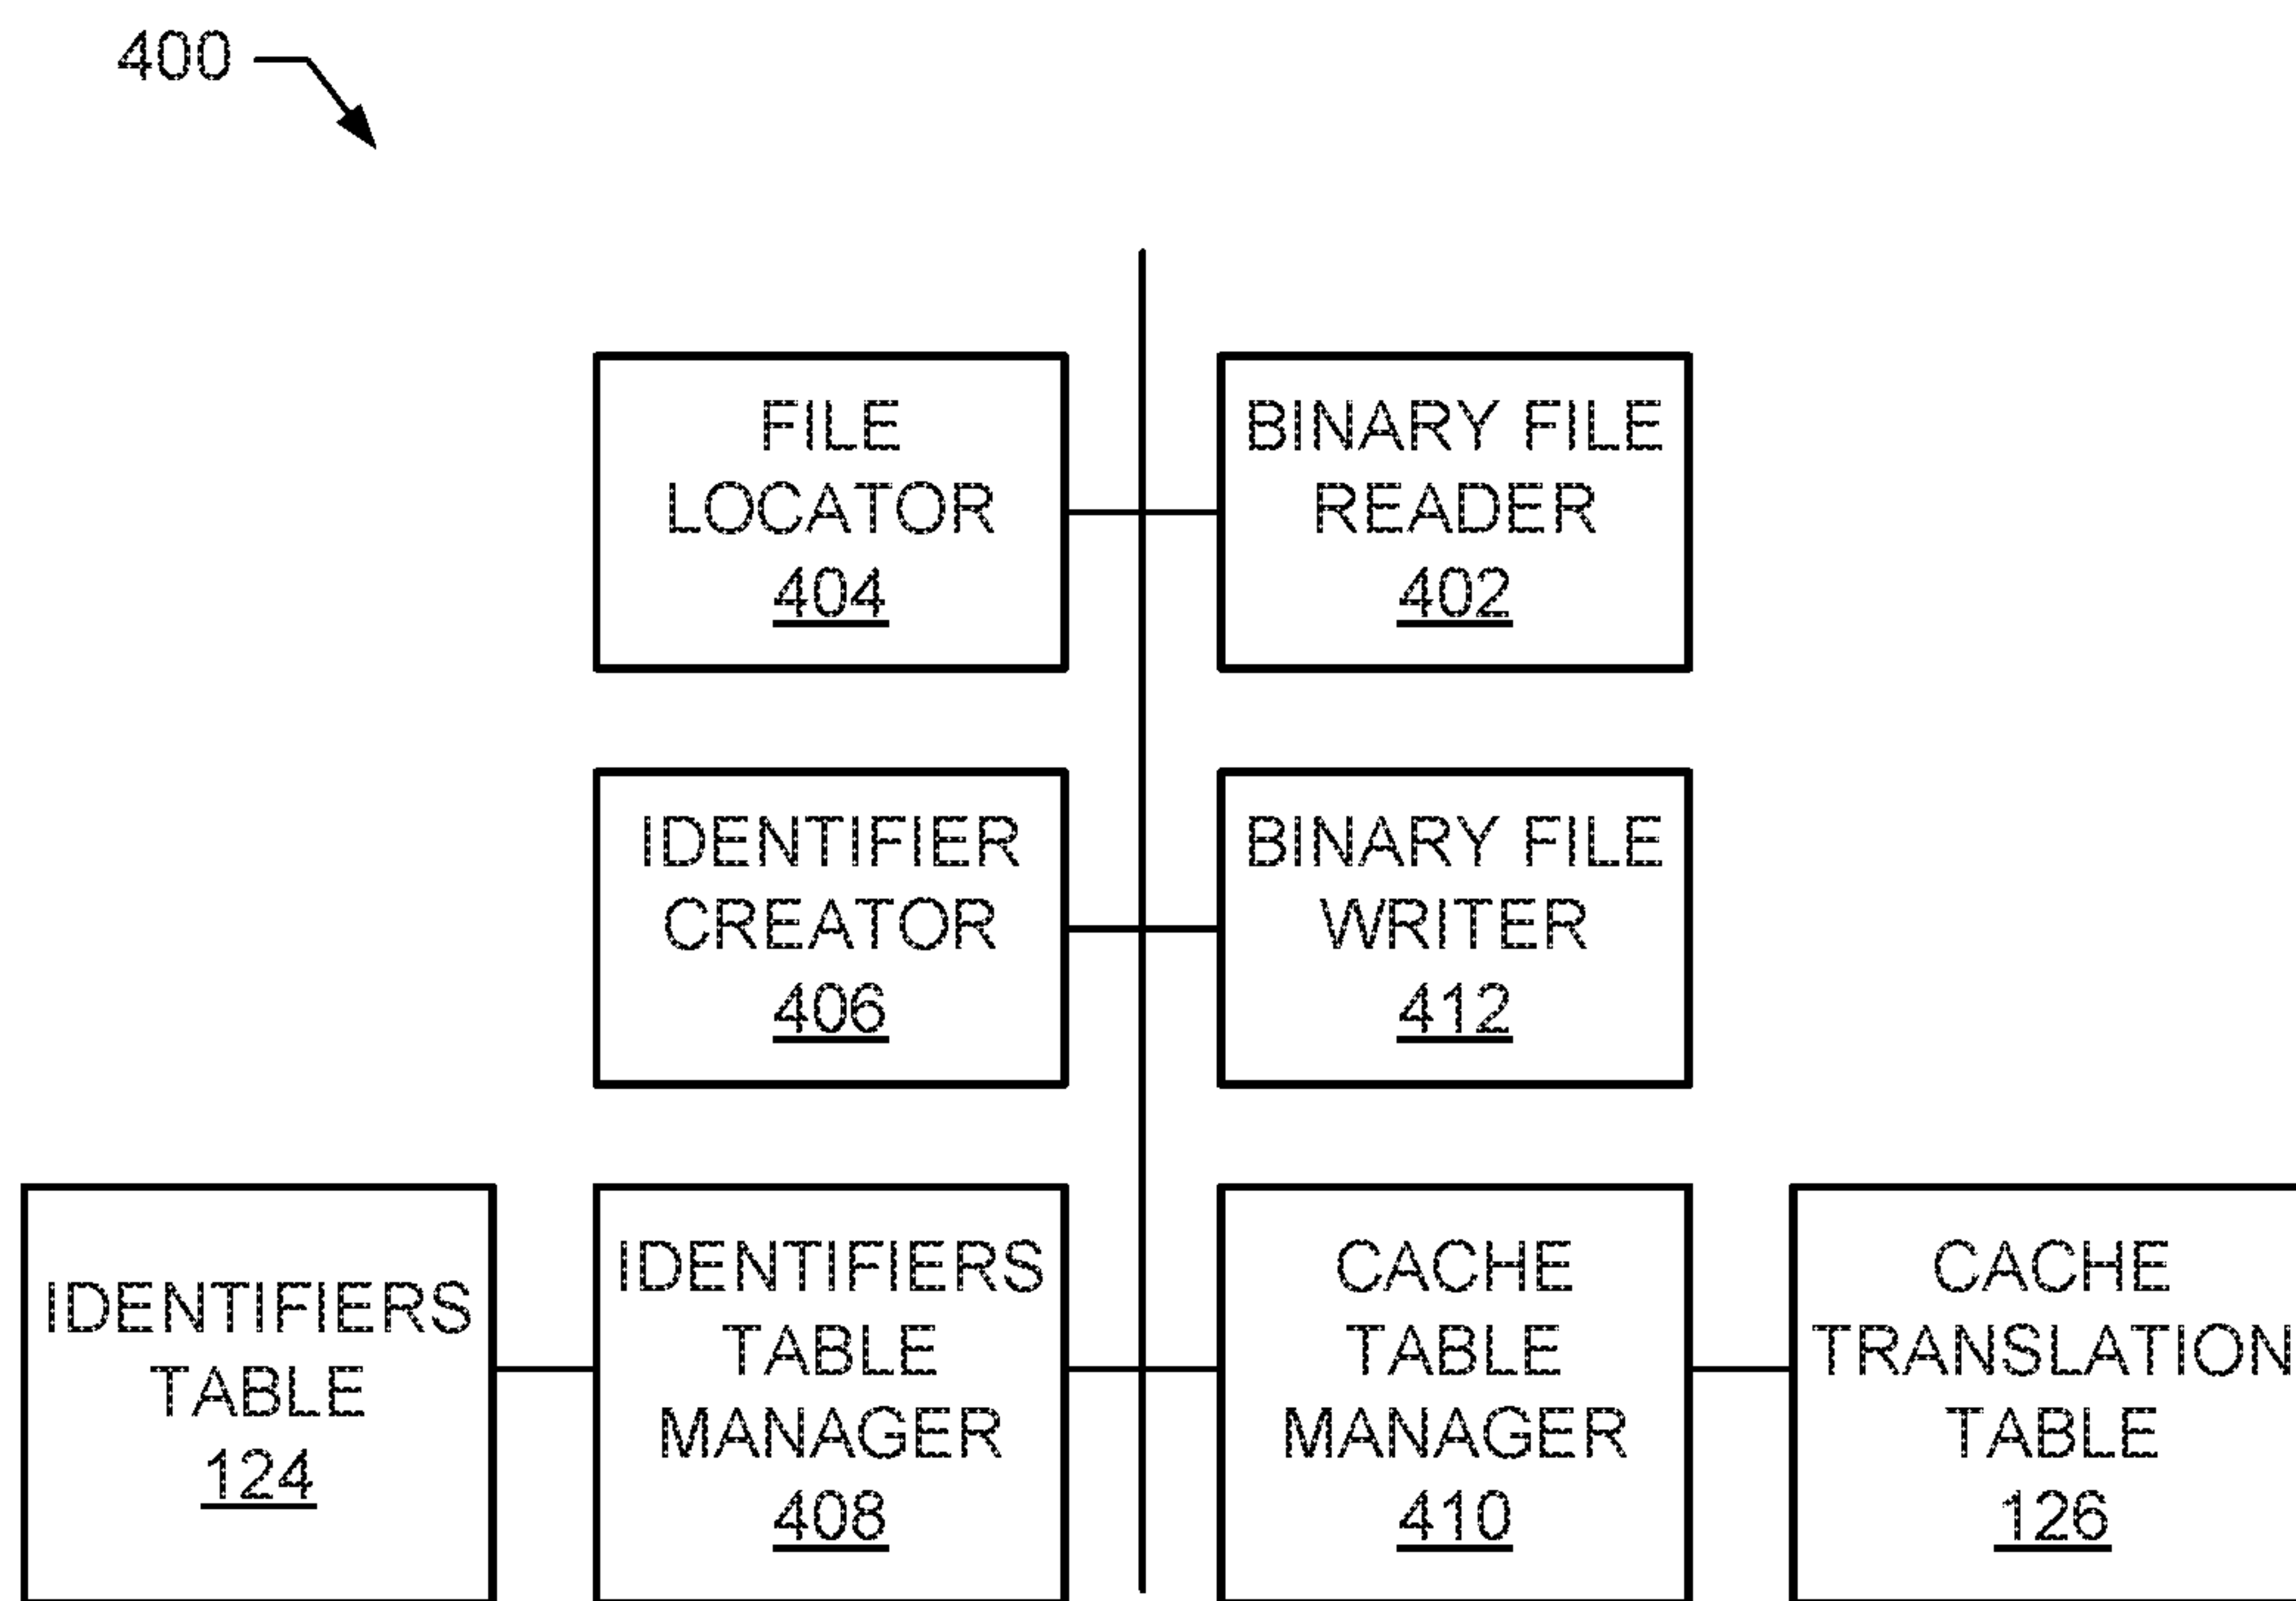 400
FILE
LOCATOR
404
BINARY FILE
READER
402
IDENTIFIER
CREATOR
406
BINARY FILE
WRITER
412
IDENTIFIERS
TABLE
124
IDENTIFIERS
TABLE
MANAGER
408
CACHE
TABLE
MANAGER
410
CACHE
TRANSLATION
TABLE
126